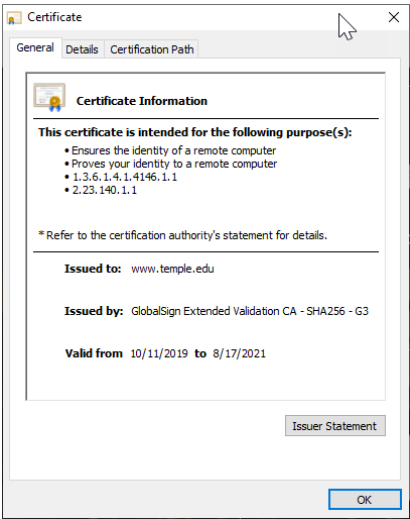 Certificate
General Details Certification Path
Certificate Information
This certificate is intended for the following purpose(s):
• Ensures the identity of a remote computer
• Proves your identity to a remote computer
• 1.3.6.1.4.1.4146.1.1
• 2.23.140.1.1
* Refer to the certification authority's statement for details.
Issued to: www.temple.edu
Issued by: GlobalSign Extended Validation CA - SHA256 - G3
Valid from 10/11/2019 to 8/17/2021
Issuer Statement
OK